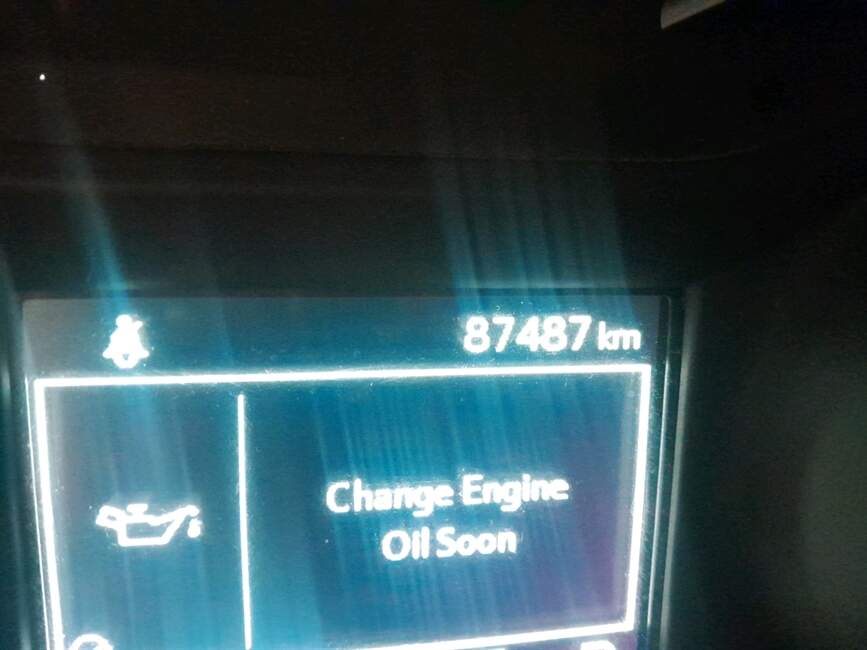 87487 km
Change Engine
Oil Soon